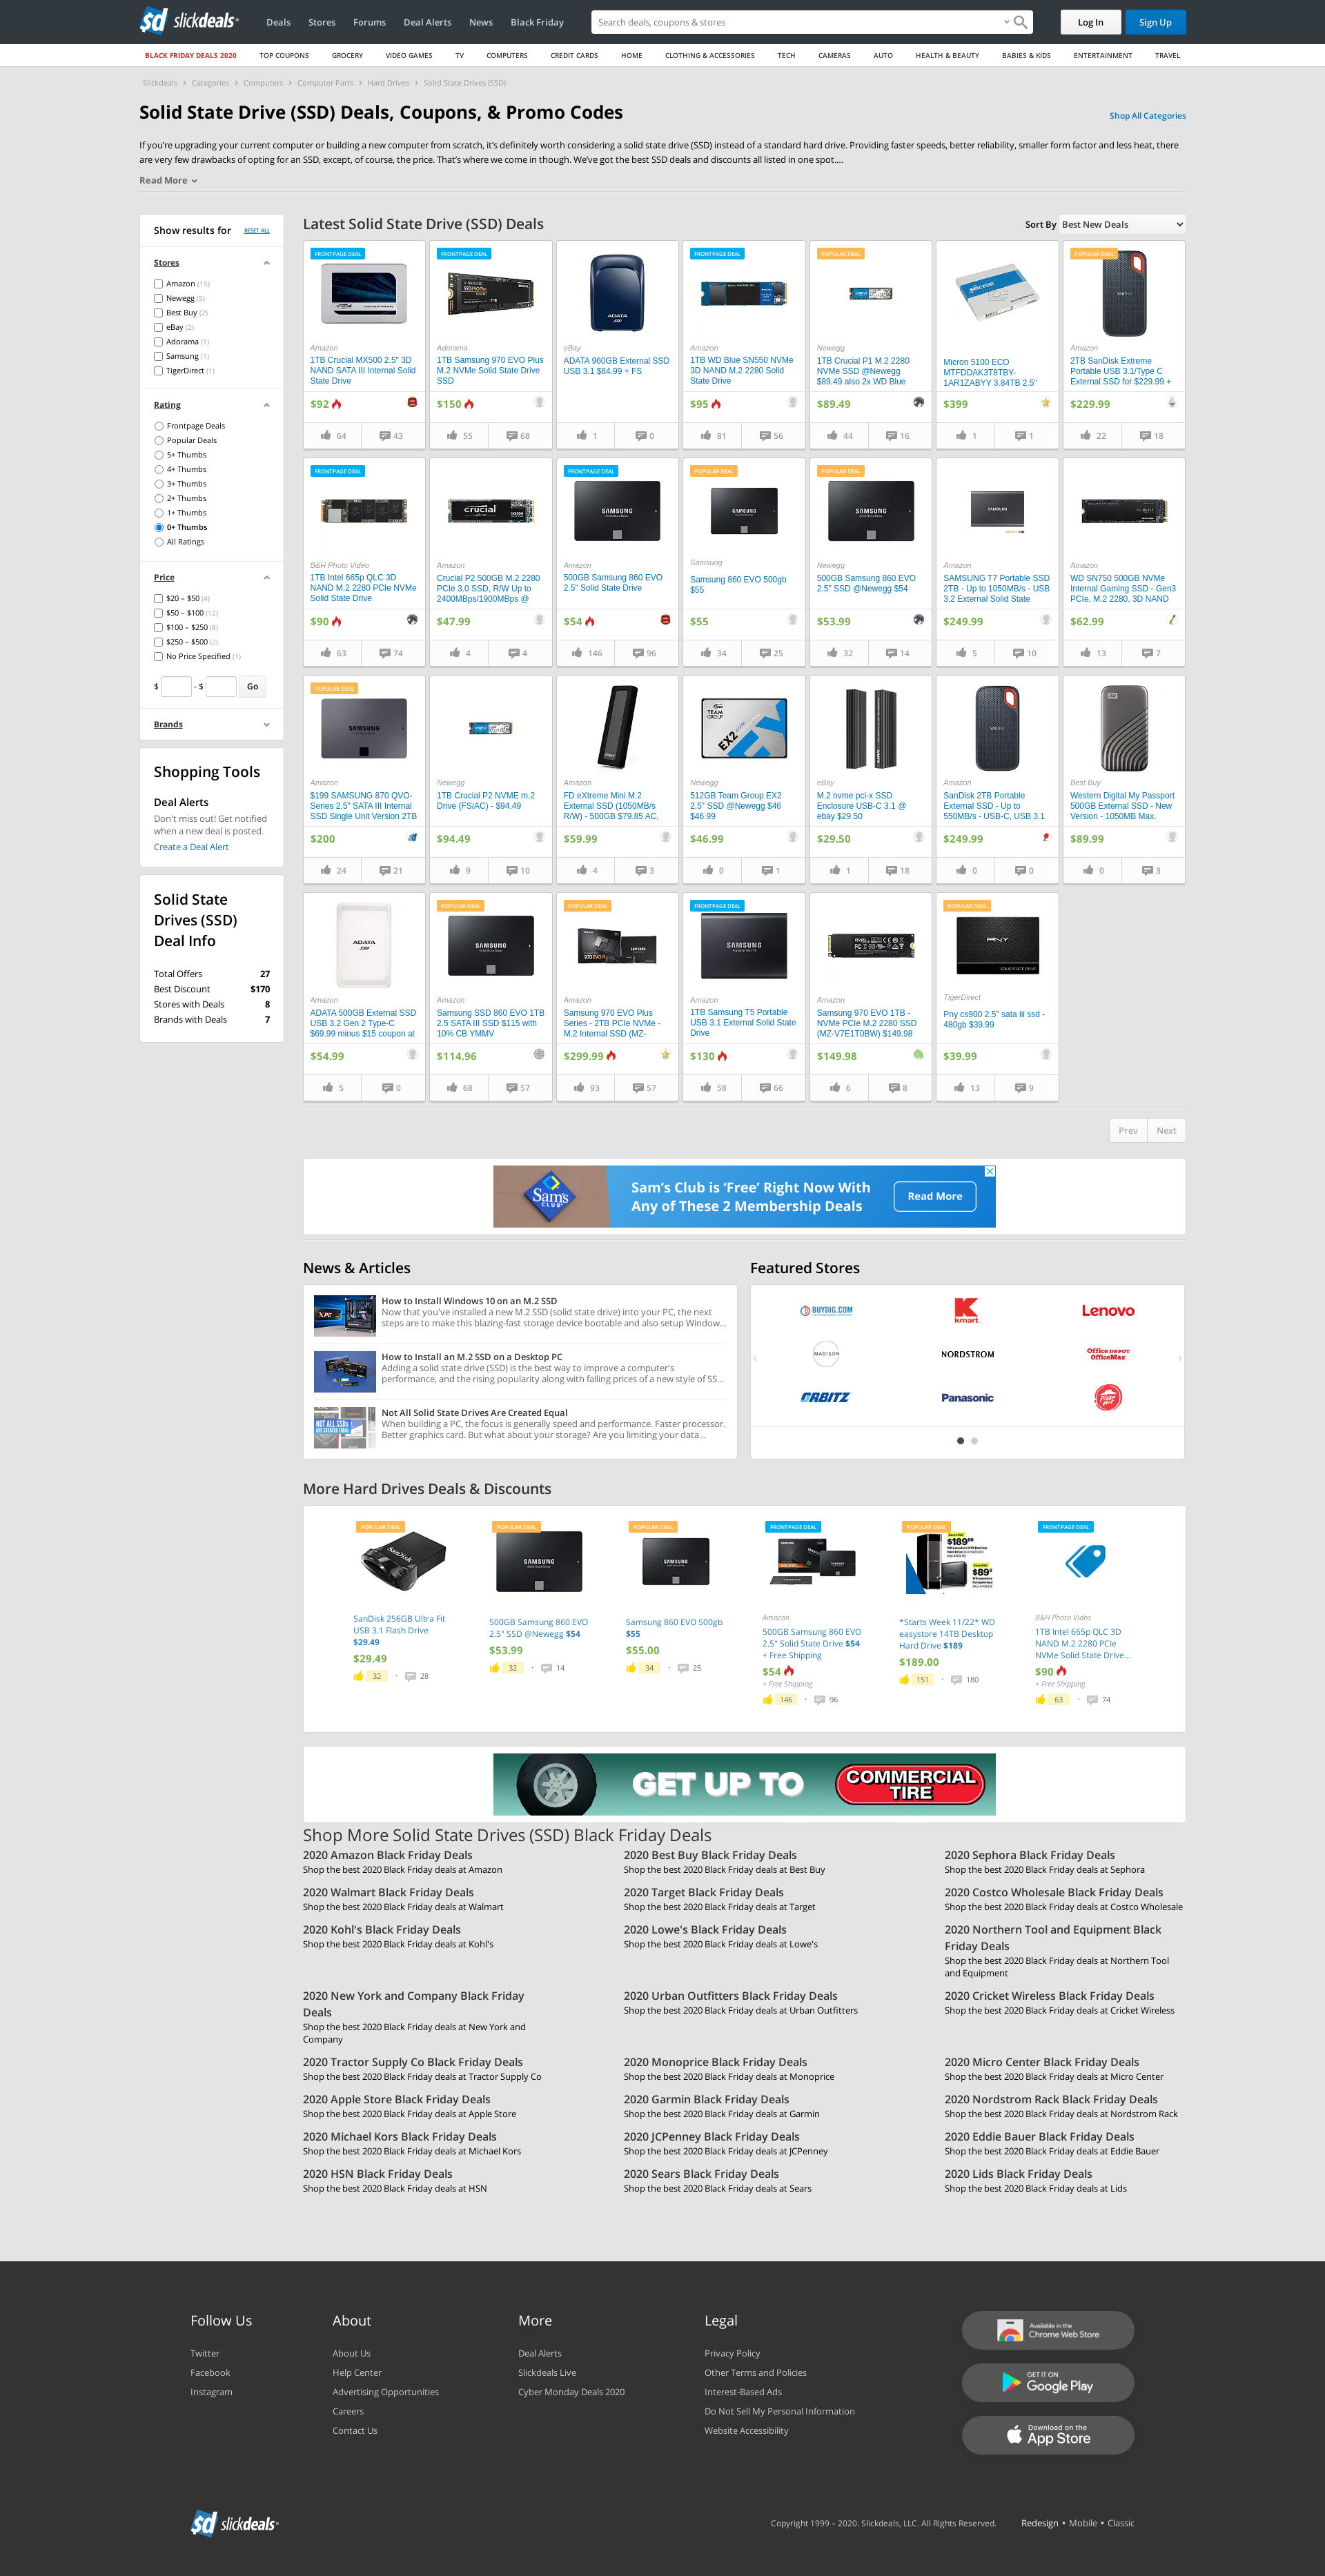 slickdeals
Deals Stores Forums Deal Alerts News Black Friday
Search deals, coupons & stores
Log In
Sign Up
BLACK FRIDAY DEALS 2020 TOP COUPONS GROCERY VIDEO GAMES TV COMPUTERS CREDIT CARDS HOME CLOTHING & ACCESSORIES TECH CAMERAS AUTO HEALTH & BEAUTY BABIES & KIDS ENTERTAINMENT TRAVEL
Slickdeals › Categories › Computers › Computer Parts › Hard Drives › Solid State Drives (SSD)
Solid State Drive (SSD) Deals, Coupons, & Promo Codes
Shop All Categories
If you're upgrading your current computer or building a new computer from scratch, it's definitely worth considering a solid state drive (SSD) instead of a standard hard drive. Providing faster speeds, better reliability, smaller form factor and less heat, there
are very few drawbacks of opting for an SSD, except, of course, the price. That's where we come in though. We've got the best SSD deals and discounts all listed in one spot....
Read More
Show results for RESET ALL
Stores
Amazon (15)
Newegg (5)
Best Buy (2)
eBay (2)
Adorama (1)
Samsung (1)
TigerDirect (1)
Rating
Frontpage Deals
Popular Deals
5+ Thumbs
4+ Thumbs
3+ Thumbs
2+ Thumbs
1+ Thumbs
0+ Thumbs
All Ratings
Price
$20 – $50 (4)
$50 – $100 (12)
$100 – $250 (8)
$250 – $500 (2)
No Price Specified (1)
$ - $ Go
Brands
Shopping Tools
Deal Alerts
Don't miss out! Get notified
when a new deal is posted.
Create a Deal Alert
Solid State
Drives (SSD)
Deal Info
Total Offers 27
Best Discount $170
Stores with Deals 8
Brands with Deals 7
Latest Solid State Drive (SSD) Deals
Sort By Best New Deals
FRONTPAGE DEAL
Amazon
1TB Crucial MX500 2.5" 3D
NAND SATA III Internal Solid
State Drive
$92
64 43
FRONTPAGE DEAL
Adorama
1TB Samsung 970 EVO Plus
M.2 NVMe Solid State Drive
SSD
$150
55 68
eBay
ADATA 960GB External SSD
USB 3.1 $84.99 + FS
1 0
FRONTPAGE DEAL
Amazon
1TB WD Blue SN550 NVMe
3D NAND M.2 2280 Solid
State Drive
$95
81 56
POPULAR DEAL
Newegg
1TB Crucial P1 M.2 2280
NVMe SSD @Newegg
$89.49 also 2x WD Blue
$89.49
44 16
MICRON
Micron 5100 ECO
MTFDDAK3T8TBY-
1AR1ZABYY 3.84TB 2.5"
$399
1 1
POPULAR DEAL
Amazon
2TB SanDisk Extreme
Portable USB 3.1/Type C
External SSD for $229.99 +
$229.99
22 18
FRONTPAGE DEAL
B&H Photo Video
1TB Intel 665p QLC 3D
NAND M.2 2280 PCIe NVMe
Solid State Drive
$90
63 74
crucial
Amazon
Crucial P2 500GB M.2 2280
PCIe 3.0 SSD, R/W Up to
2400MBps/1900MBps @
$47.99
4 4
FRONTPAGE DEAL
SAMSUNG
Amazon
500GB Samsung 860 EVO
2.5" Solid State Drive
$54
146 96
POPULAR DEAL
SAMSUNG
Samsung
Samsung 860 EVO 500gb
$55
$55
34 25
POPULAR DEAL
SAMSUNG
Newegg
500GB Samsung 860 EVO
2.5" SSD @Newegg $54
$53.99
32 14
SAMSUNG
Amazon
SAMSUNG T7 Portable SSD
2TB - Up to 1050MB/s - USB
3.2 External Solid State
$249.99
5 10
Amazon
WD SN750 500GB NVMe
Internal Gaming SSD - Gen3
PCIe, M.2 2280, 3D NAND
$62.99
13 7
POPULAR DEAL
SAMSUNG
Amazon
$199 SAMSUNG 870 QVO-
Series 2.5" SATA III Internal
SSD Single Unit Version 2TB
$200
24 21
Newegg
1TB Crucial P2 NVME m.2
Drive (FS/AC) - $94.49
$94.49
9 10
Amazon
FD eXtreme Mini M.2
External SSD (1050MB/s
R/W) - 500GB $79.85 AC,
$59.99
4 3
TEAMGROUP EX2
Newegg
512GB Team Group EX2
2.5" SSD @Newegg $46
$46.99
$46.99
0 1
eBay
M.2 nvme pci-x SSD
Enclosure USB-C 3.1 @
ebay $29.50
$29.50
1 18
Amazon
SanDisk 2TB Portable
External SSD - Up to
550MB/s - USB-C, USB 3.1
$249.99
0 0
Best Buy
Western Digital My Passport
500GB External SSD - New
Version - 1050MB Max.
$89.99
0 3
ADATA
Amazon
ADATA 500GB External SSD
USB 3.2 Gen 2 Type-C
$69.99 minus $15 coupon at
$54.99
5 0
POPULAR DEAL
SAMSUNG
Amazon
Samsung SSD 860 EVO 1TB
2.5 SATA III SSD $115 with
10% CB YMMV
$114.96
68 57
POPULAR DEAL
Amazon
Samsung 970 EVO Plus
Series - 2TB PCIe NVMe -
M.2 Internal SSD (MZ-
$299.99
93 57
FRONTPAGE DEAL
SAMSUNG
Amazon
1TB Samsung T5 Portable
USB 3.1 External Solid State
Drive
$130
58 66
Amazon
Samsung 970 EVO 1TB -
NVMe PCIe M.2 2280 SSD
(MZ-V7E1T0BW) $149.98
$149.98
6 8
POPULAR DEAL
PNY
TigerDirect
Pny cs900 2.5" sata iii ssd -
480gb $39.99
$39.99
13 9
Prev Next
Sam's Club
Sam's Club is 'Free' Right Now With
Any of These 2 Membership Deals
Read More
News & Articles
How to Install Windows 10 on an M.2 SSD
Now that you've installed a new M.2 SSD (solid state drive) into your PC, the next
steps are to make this blazing-fast storage device bootable and also setup Window...
How to Install an M.2 SSD on a Desktop PC
Adding a solid state drive (SSD) is the best way to improve a computer's
performance, and the rising popularity along with falling prices of a new style of SS...
NOT ALL SSDs ARE CREATED EQUAL
Not All Solid State Drives Are Created Equal
When building a PC, the focus is generally speed and performance. Faster processor.
Better graphics card. But what about your storage? Are you limiting your data...
Featured Stores
BUYDIG.COM kmart Lenovo
MADISON NORDSTROM Office DEPOT OfficeMax
ORBITZ Panasonic Pizza Hut
More Hard Drives Deals & Discounts
POPULAR DEAL
SanDisk
SanDisk 256GB Ultra Fit
USB 3.1 Flash Drive
$29.49
$29.49
32 · 28
POPULAR DEAL
SAMSUNG
500GB Samsung 860 EVO
2.5" SSD @Newegg $54
$53.99
32 · 14
POPULAR DEAL
SAMSUNG
Samsung 860 EVO 500gb
$55
$55.00
34 · 25
FRONTPAGE DEAL
Amazon
500GB Samsung 860 EVO
2.5" Solid State Drive $54
+ Free Shipping
$54
+ Free Shipping
146 · 96
POPULAR DEAL
*Starts Week 11/22* WD
easystore 14TB Desktop
Hard Drive $189
$189.00
151 · 180
FRONTPAGE DEAL
B&H Photo Video
1TB Intel 665p QLC 3D
NAND M.2 2280 PCIe
NVMe Solid State Drive...
$90
+ Free Shipping
63 · 74
GET UP TO COMMERCIAL TIRE
Shop More Solid State Drives (SSD) Black Friday Deals
2020 Amazon Black Friday Deals
Shop the best 2020 Black Friday deals at Amazon
2020 Best Buy Black Friday Deals
Shop the best 2020 Black Friday deals at Best Buy
2020 Sephora Black Friday Deals
Shop the best 2020 Black Friday deals at Sephora
2020 Walmart Black Friday Deals
Shop the best 2020 Black Friday deals at Walmart
2020 Target Black Friday Deals
Shop the best 2020 Black Friday deals at Target
2020 Costco Wholesale Black Friday Deals
Shop the best 2020 Black Friday deals at Costco Wholesale
2020 Kohl's Black Friday Deals
Shop the best 2020 Black Friday deals at Kohl's
2020 Lowe's Black Friday Deals
Shop the best 2020 Black Friday deals at Lowe's
2020 Northern Tool and Equipment Black
Friday Deals
Shop the best 2020 Black Friday deals at Northern Tool
and Equipment
2020 New York and Company Black Friday
Deals
Shop the best 2020 Black Friday deals at New York and
Company
2020 Urban Outfitters Black Friday Deals
Shop the best 2020 Black Friday deals at Urban Outfitters
2020 Cricket Wireless Black Friday Deals
Shop the best 2020 Black Friday deals at Cricket Wireless
2020 Tractor Supply Co Black Friday Deals
Shop the best 2020 Black Friday deals at Tractor Supply Co
2020 Monoprice Black Friday Deals
Shop the best 2020 Black Friday deals at Monoprice
2020 Micro Center Black Friday Deals
Shop the best 2020 Black Friday deals at Micro Center
2020 Apple Store Black Friday Deals
Shop the best 2020 Black Friday deals at Apple Store
2020 Garmin Black Friday Deals
Shop the best 2020 Black Friday deals at Garmin
2020 Nordstrom Rack Black Friday Deals
Shop the best 2020 Black Friday deals at Nordstrom Rack
2020 Michael Kors Black Friday Deals
Shop the best 2020 Black Friday deals at Michael Kors
2020 JCPenney Black Friday Deals
Shop the best 2020 Black Friday deals at JCPenney
2020 Eddie Bauer Black Friday Deals
Shop the best 2020 Black Friday deals at Eddie Bauer
2020 HSN Black Friday Deals
Shop the best 2020 Black Friday deals at HSN
2020 Sears Black Friday Deals
Shop the best 2020 Black Friday deals at Sears
2020 Lids Black Friday Deals
Shop the best 2020 Black Friday deals at Lids
Follow Us
Twitter
Facebook
Instagram
About
About Us
Help Center
Advertising Opportunities
Careers
Contact Us
More
Deal Alerts
Slickdeals Live
Cyber Monday Deals 2020
Legal
Privacy Policy
Other Terms and Policies
Interest-Based Ads
Do Not Sell My Personal Information
Website Accessibility
Available in the
Chrome Web Store
GET IT ON
Google Play
Download on the
App Store
slickdeals
Copyright 1999 – 2020. Slickdeals, LLC. All Rights Reserved.
Redesign • Mobile • Classic